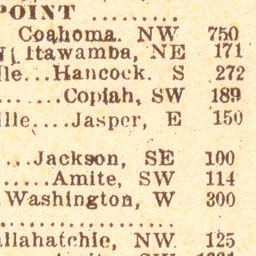 POINT ..........
Coahoma. NW 750
Itawamba, NE 171
lle...Hancock. S 272
.......Copiah, SW 189
ille....Jasper, E 150
....Jackson, SE 100
.....Amite, SW 114
Washington, W 300
................
allahatchie, NW. 125